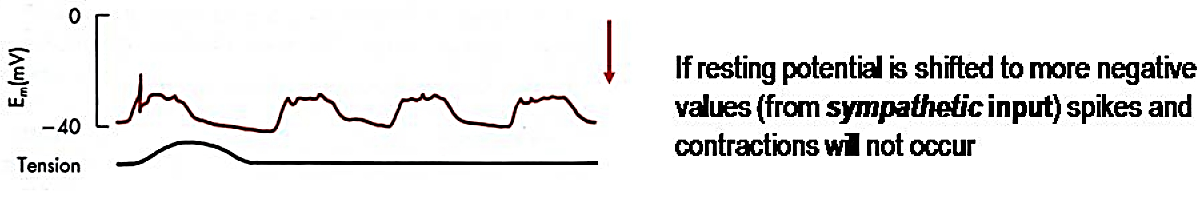 0
Em(mV)
−40
Tension
If resting potential is shifted to more negative
values (from sympathetic input) spikes and
contractions will not occur